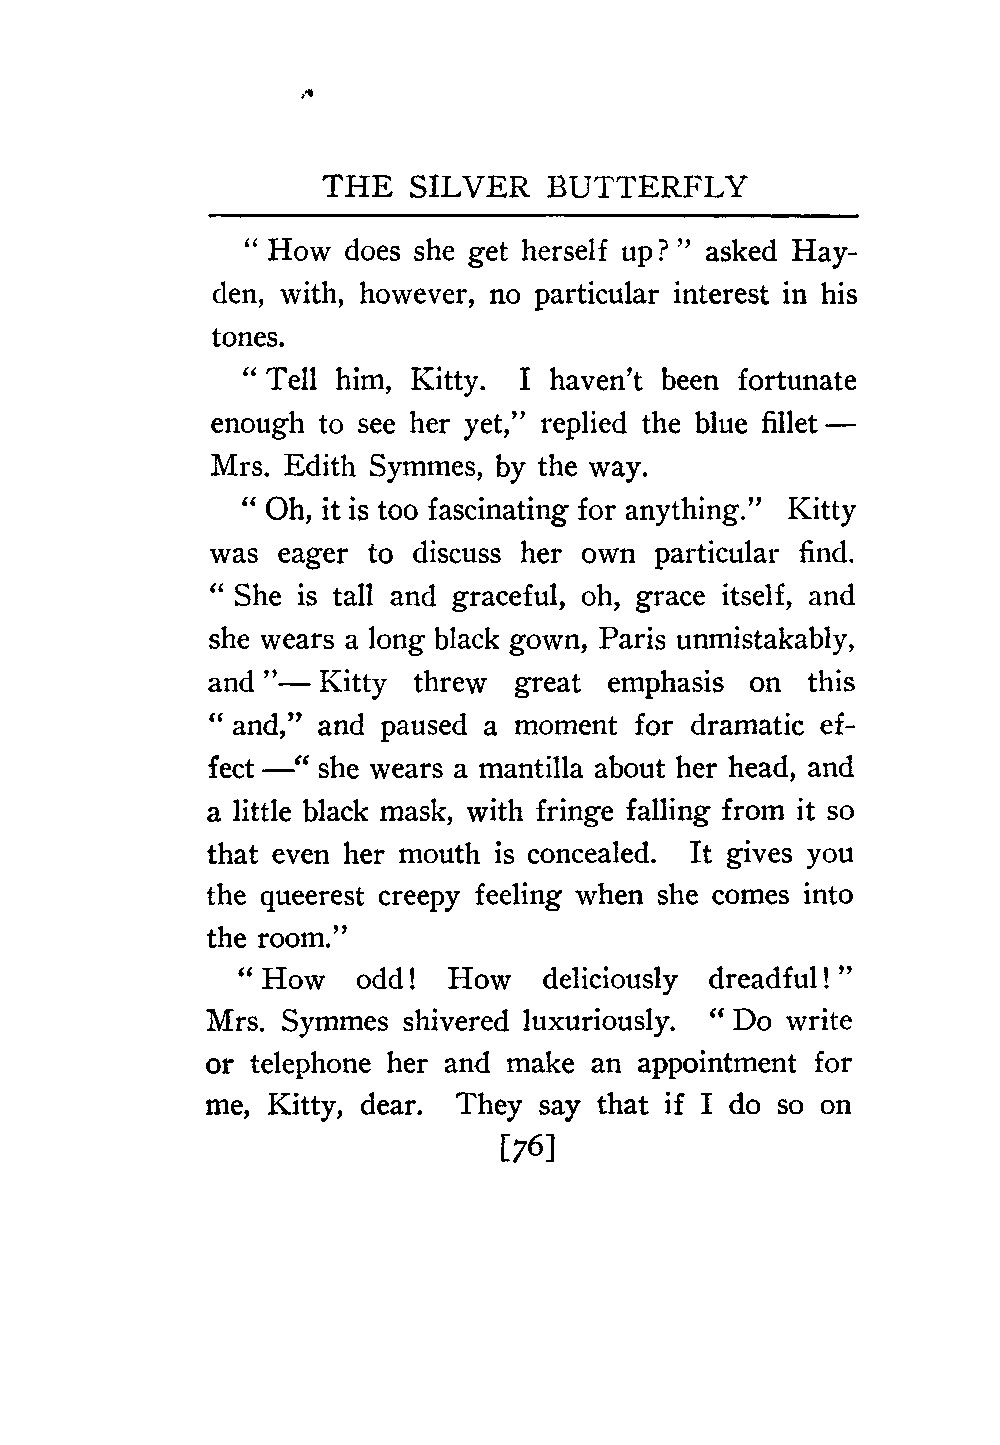 THE SILVER BUTTERFLY
“ How does she get herself up? ” asked Hay-
den, with, however, no particular interest in his
tones.
“ Tell him, Kitty. I haven’t been fortunate
enough to see her yet,” replied the blue fillet —
Mrs. Edith Symmes, by the way.
“ Oh, it is too fascinating for anything.” Kitty
was eager to discuss her own particular find.
“ She is tall and graceful, oh, grace itself, and
she wears a long black gown, Paris unmistakably,
and ”— Kitty threw great emphasis on this
“ and,” and paused a moment for dramatic ef-
fect —“ she wears a mantilla about her head, and
a little black mask, with fringe falling from it so
that even her mouth is concealed. It gives you
the queerest creepy feeling when she comes into
the room.”
“ How odd! How deliciously dreadful! ”
Mrs. Symmes shivered luxuriously. “ Do write
or telephone her and make an appointment for
me, Kitty, dear. They say that if I do so on
[76]